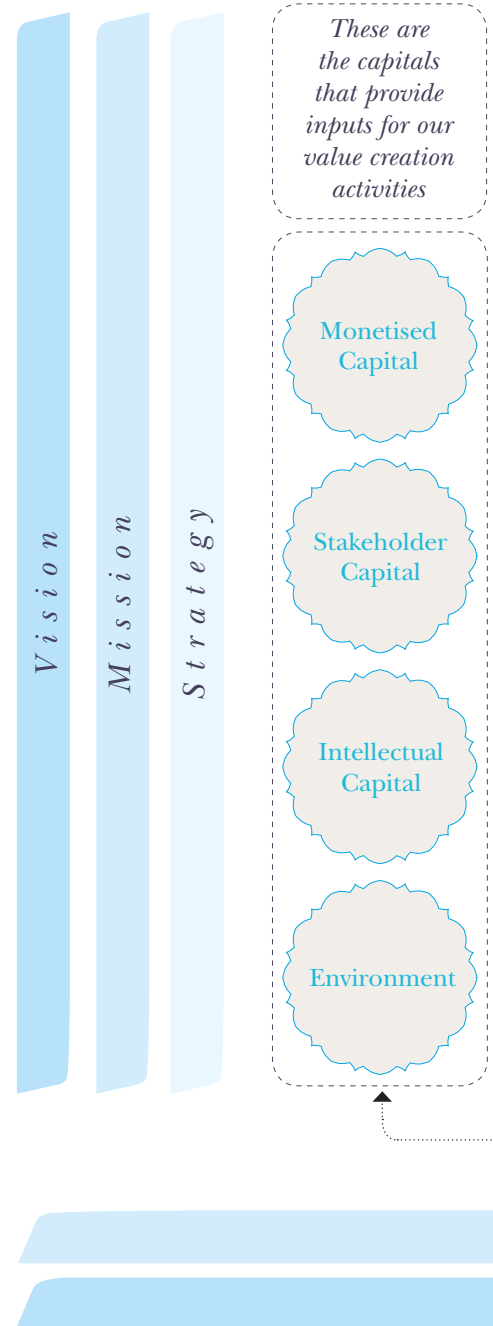 Vision
Mission
Strategy
These are
the capitals
that provide
inputs for our
value creation
activities
Monetised
Capital
Stakeholder
Capital
Intellectual
Capital
Environment